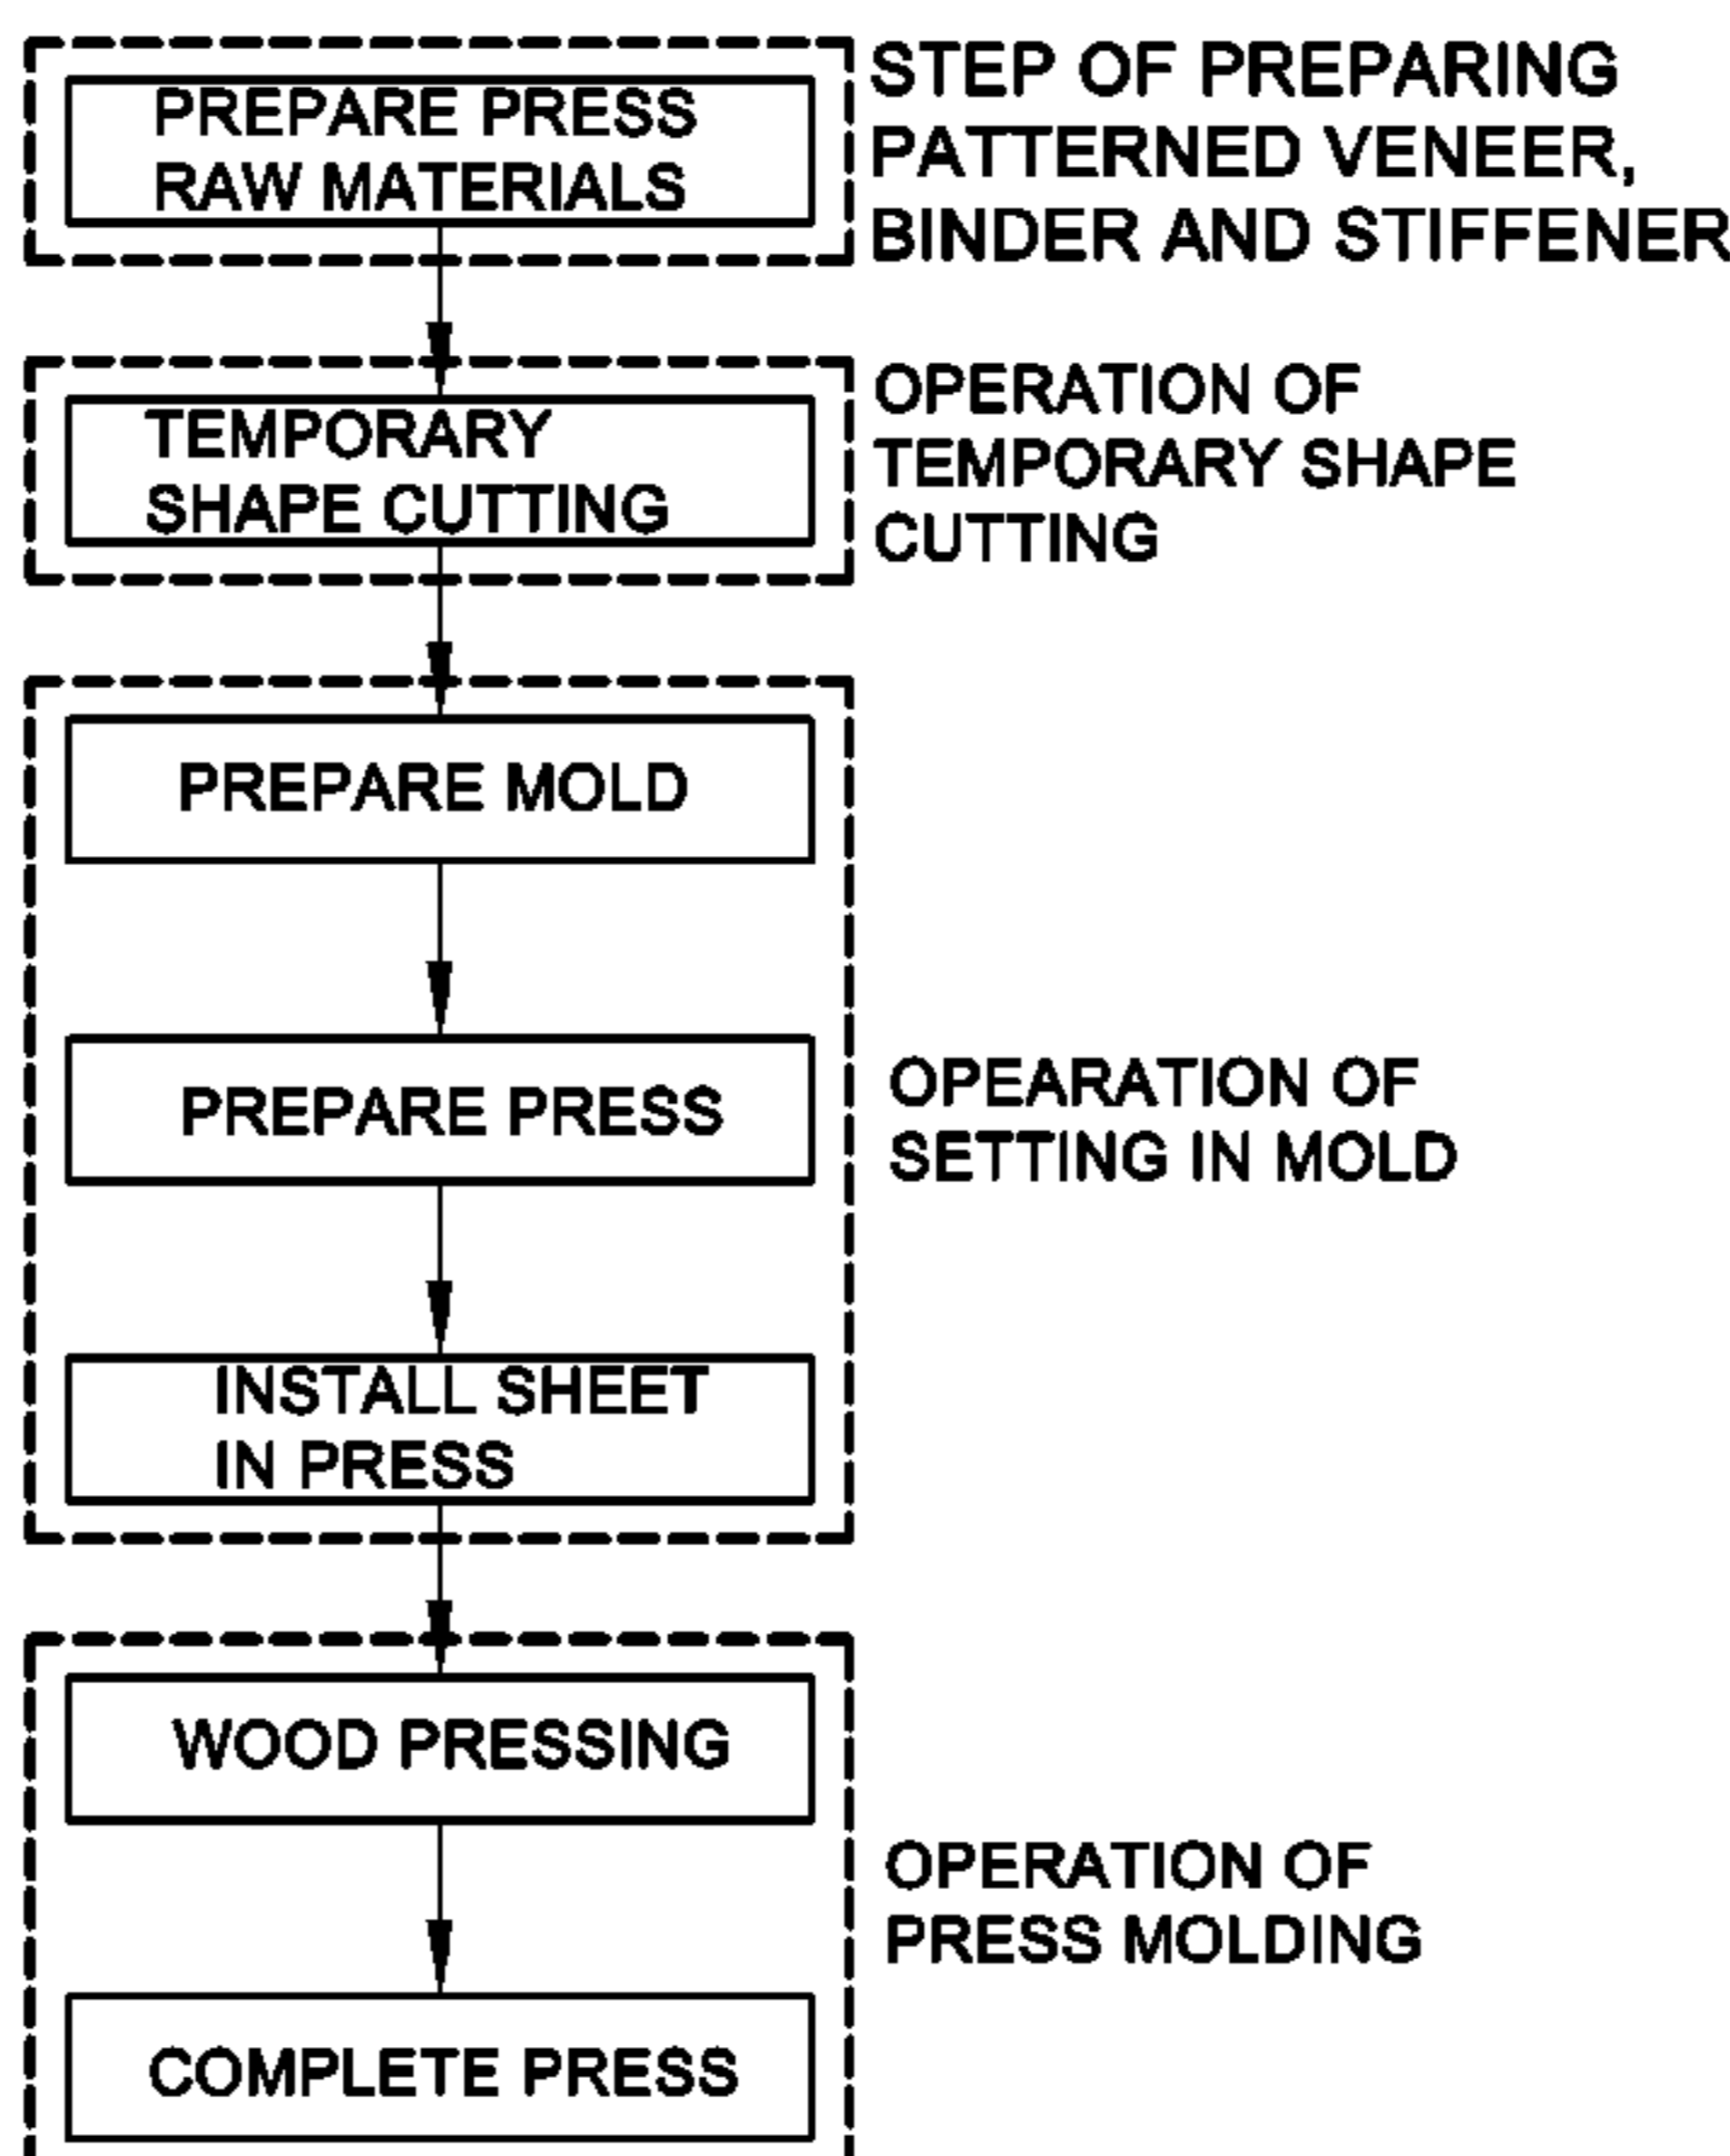 PREPARE PRESS
RAW MATERIALS
STEP OF PREPARING
PATTERNED VENEER,
BINDER AND STIFFENER
TEMPORARY
SHAPE CUTTING
OPERATION OF
TEMPORARY SHAPE
CUTTING
PREPARE MOLD
PREPARE PRESS
OPEARATION OF
SETTING IN MOLD
INSTALL SHEET
IN PRESS
WOOD PRESSING
OPERATION OF
PRESS MOLDING
COMPLETE PRESS